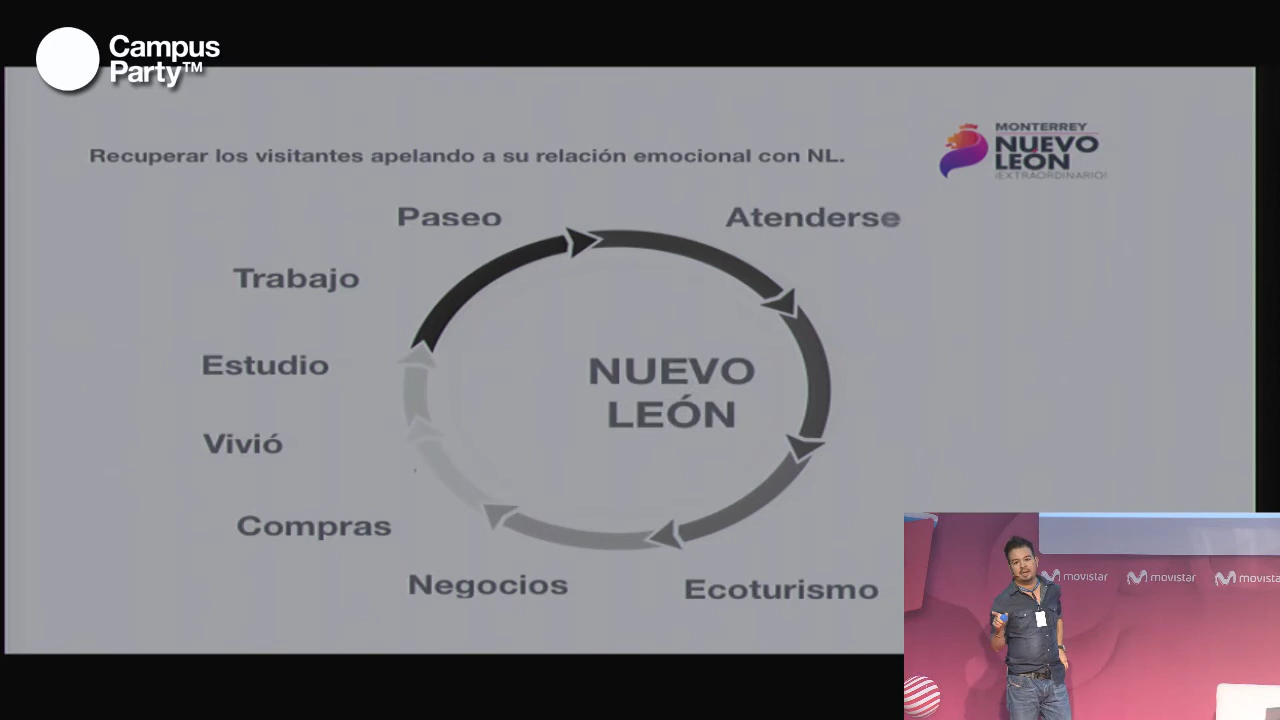 Campus
Party™
Recuperar los visitantes apelando a su relación emocional con NL.
MONTERREY
NUEVO
LEÓN
¡EXTRAORDINARIO!
Paseo
Atenderse
Trabajo
Estudio
NUEVO
LEÓN
Vivió
Compras
Negocios
Ecoturismo
movistar
movistar
movista